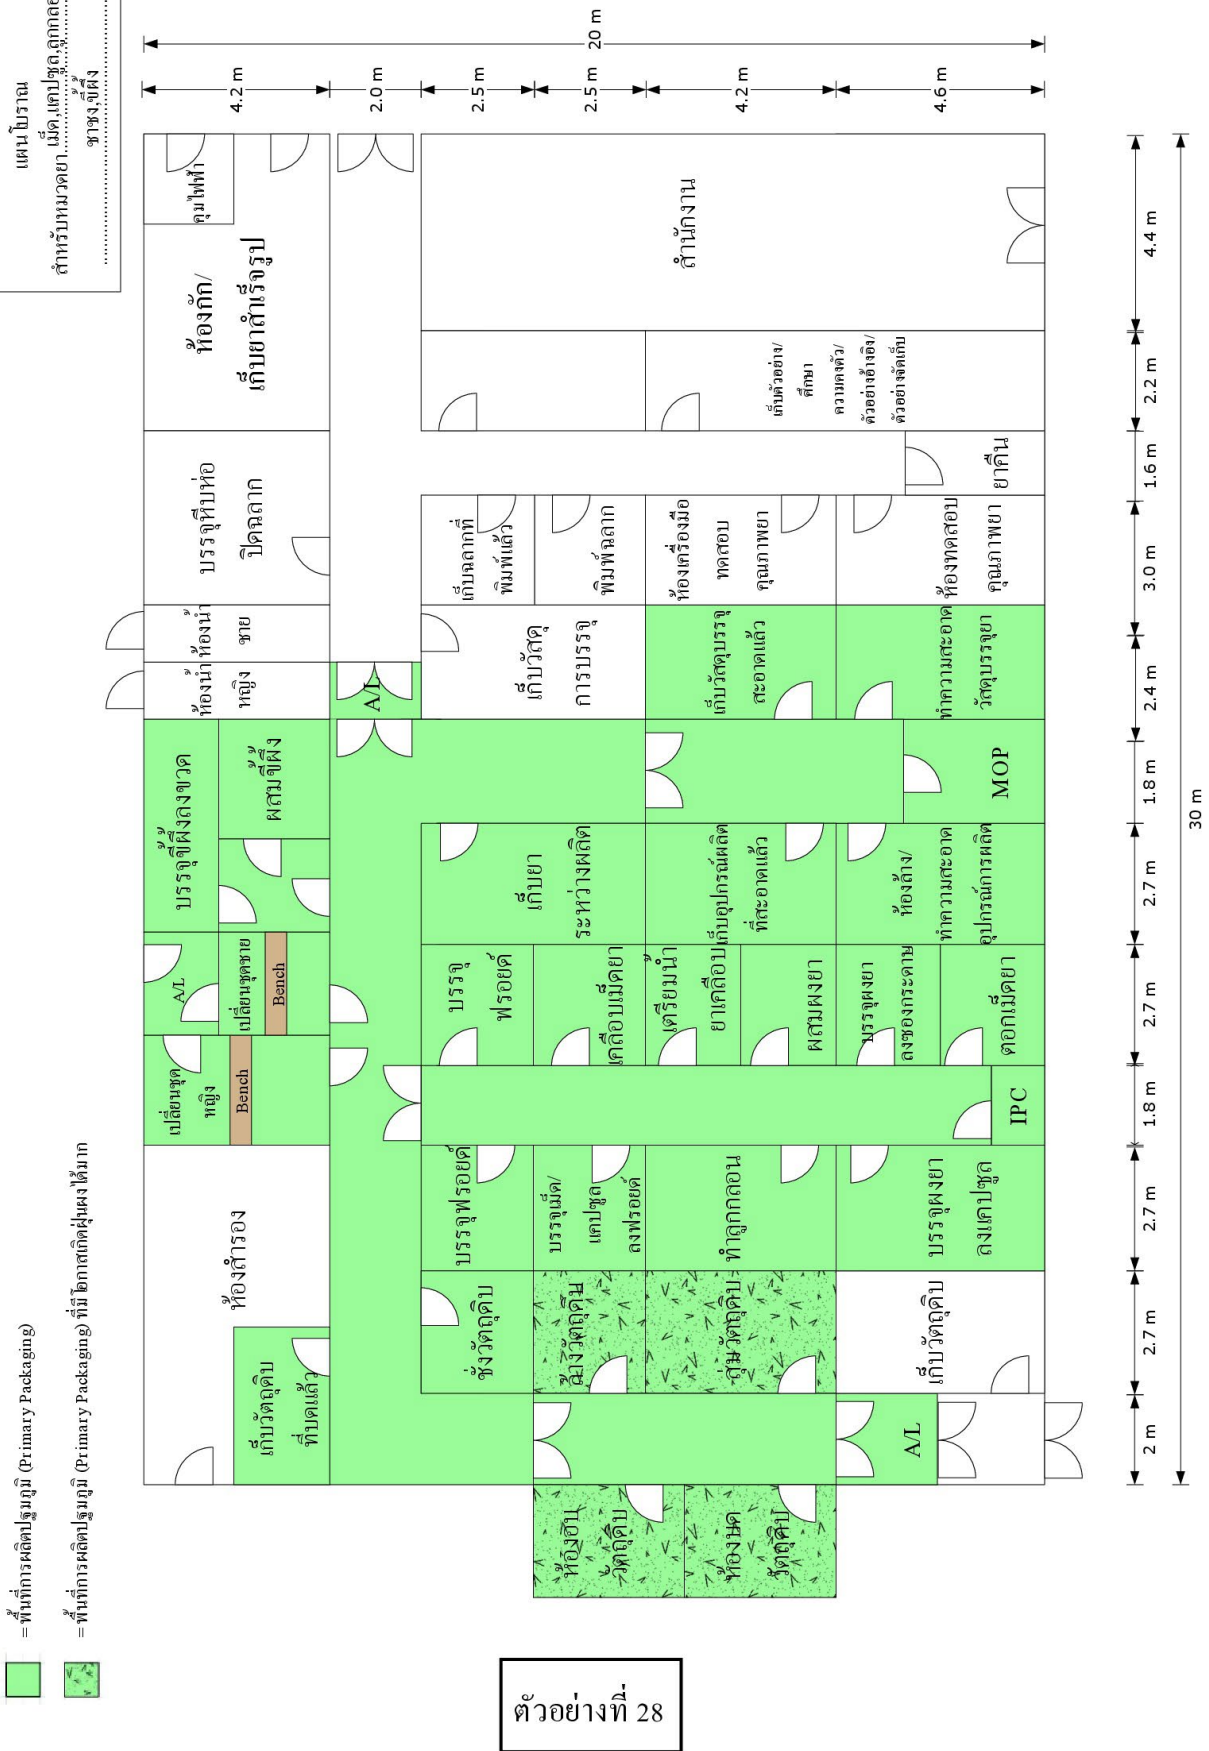 แผนโบราณ
สำหรับหมวดยา
เม็ด,แคปซูล,ลูกกลอ
ชาชง,ขี้ผึ้ง
= พื้นที่การผลิตปฐมภูมิ (Primary Packaging)
= พื้นที่การผลิตปฐมภูมิ (Primary Packaging) ที่มีโอกาสเกิดฝุ่นผงได้มาก
20 m
4.2 m
2.0 m
2.5 m
2.5 m
4.2 m
4.6 m
ห้องสำรอง
เก็บวัตถุดิบ
ที่บดแล้ว
เปลี่ยนชุด
หญิง
Bench
A/L
เปลี่ยนชุดชาย
Bench
บรรจุขี้ผึ้งลงขวด
ผสมขี้ผึ้ง
ห้องน้ำ
หญิง
ห้องน้ำ
ชาย
บรรจุหีบห่อ
ปิดฉลาก
ห้องกัก/
เก็บยาสำเร็จรูป
คุมไฟฟ้า
A/L
ชั่งวัตถุดิบ
บรรจุฟรอยด์
บรรจุ
ฟรอยด์
เก็บยา
ระหว่างผลิต
เก็บวัสดุ
การบรรจุ
เก็บฉลากที่
พิมพ์แล้ว
สำนักงาน
ห้องอบ
วัตถุดิบ
ล้างวัตถุดิบ
บรรจุเม็ด/
แคปซูล
ลงฟรอยด์
เคลือบเม็ดยา
พิมพ์ฉลาก
ห้องบด
วัตถุดิบ
สุ่มวัตถุดิบ
ทำลูกกลอน
เตรียมน้ำ
ยาเคลือบ
ผสมผงยา
เก็บอุปกรณ์ผลิต
ที่สะอาดแล้ว
เก็บวัสดุบรรจุ
สะอาดแล้ว
ห้องเครื่องมือ
ทดสอบ
คุณภาพยา
เก็บตัวอย่าง/
ศึกษา
ความคงตัว/
ตัวอย่างอ้างอิง/
ตัวอย่างจัดเก็บ
A/L
เก็บวัตถุดิบ
บรรจุผงยา
ลงแคปซูล
IPC
บรรจุผงยา
ลงซองกระดาษ
ตอกเม็ดยา
ห้องล้าง/
ทำความสะอาด
อุปกรณ์การผลิต
MOP
ทำความสะอาด
วัสดุบรรจุยา
ห้องทดสอบ
คุณภาพยา
ยาคืน
2 m
2.7 m
2.7 m
1.8 m
2.7 m
2.7 m
1.8 m
2.4 m
3.0 m
1.6 m
2.2 m
4.4 m
30 m
ตัวอย่างที่ 28